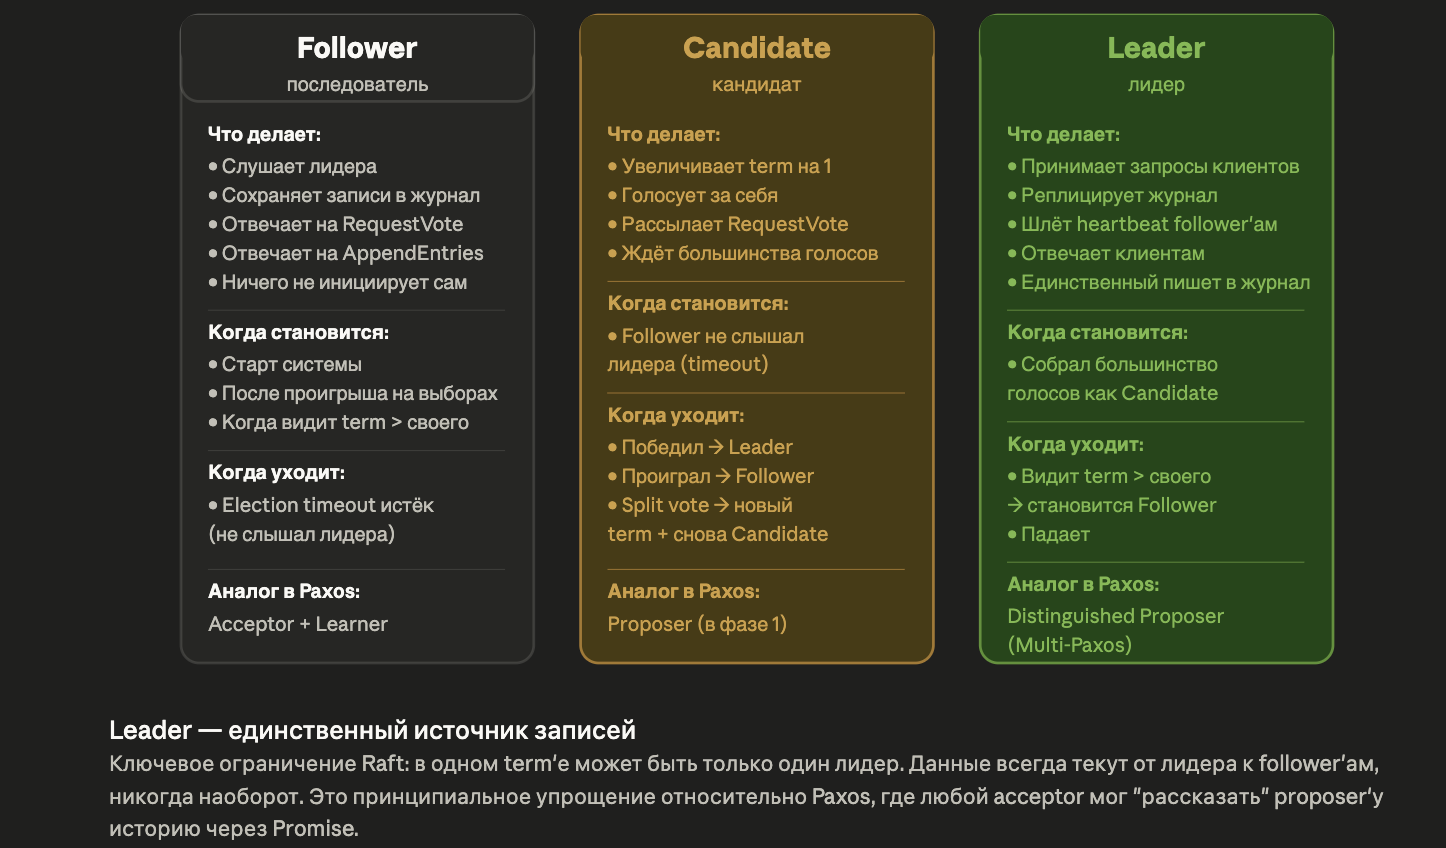 Follower
последователь
Что делает:
• Слушает лидера
• Сохраняет записи в журнал
• Отвечает на RequestVote
• Отвечает на AppendEntries
• Ничего не инициирует сам
Когда становится:
• Старт системы
• После проигрыша на выборах
• Когда видит term > своего
Когда уходит:
• Election timeout истёк
(не слышал лидера)
Аналог в Paxos:
Acceptor + Learner
Candidate
кандидат
Что делает:
• Увеличивает term на 1
• Голосует за себя
• Рассылает RequestVote
• Ждёт большинства голосов
Когда становится:
• Follower не слышал
лидера (timeout)
Когда уходит:
• Победил → Leader
• Проиграл → Follower
• Split vote → новый
term + снова Candidate
Аналог в Paxos:
Proposer (в фазе 1)
Leader
лидер
Что делает:
• Принимает запросы клиентов
• Реплицирует журнал
• Шлёт heartbeat follower'ам
• Отвечает клиентам
• Единственный пишет в журнал
Когда становится:
• Собрал большинство
голосов как Candidate
Когда уходит:
• Видит term > своего
→ становится Follower
• Падает
Аналог в Paxos:
Distinguished Proposer
(Multi-Paxos)
Leader — единственный источник записей
Ключевое ограничение Raft: в одном term'е может быть только один лидер. Данные всегда текут от лидера к follower'ам,
никогда наоборот. Это принципиальное упрощение относительно Paxos, где любой acceptor мог "рассказать" proposer'у
историю через Promise.